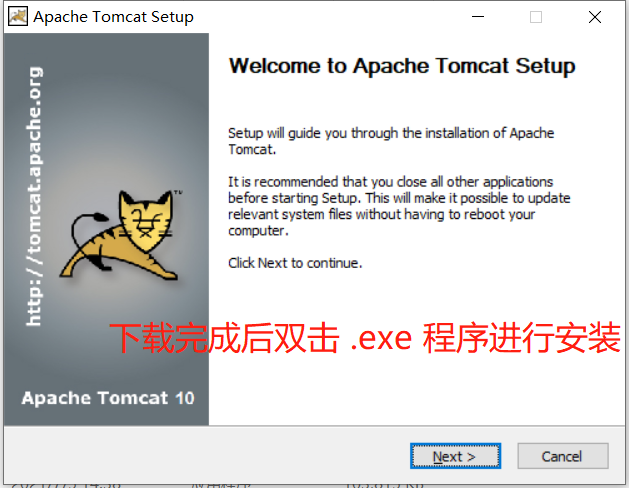 Apache Tomcat Setup
http://tomcat.apache.org
Welcome to Apache Tomcat Setup
Setup will guide you through the installation of Apache
Tomcat.
It is recommended that you close all other applications
before starting Setup. This will make it possible to update
relevant system files without having to reboot your
computer.
Click Next to continue.
TM
下载完成后双击 .exe 程序进行安装
Apache Tomcat 10
Next >
Cancel